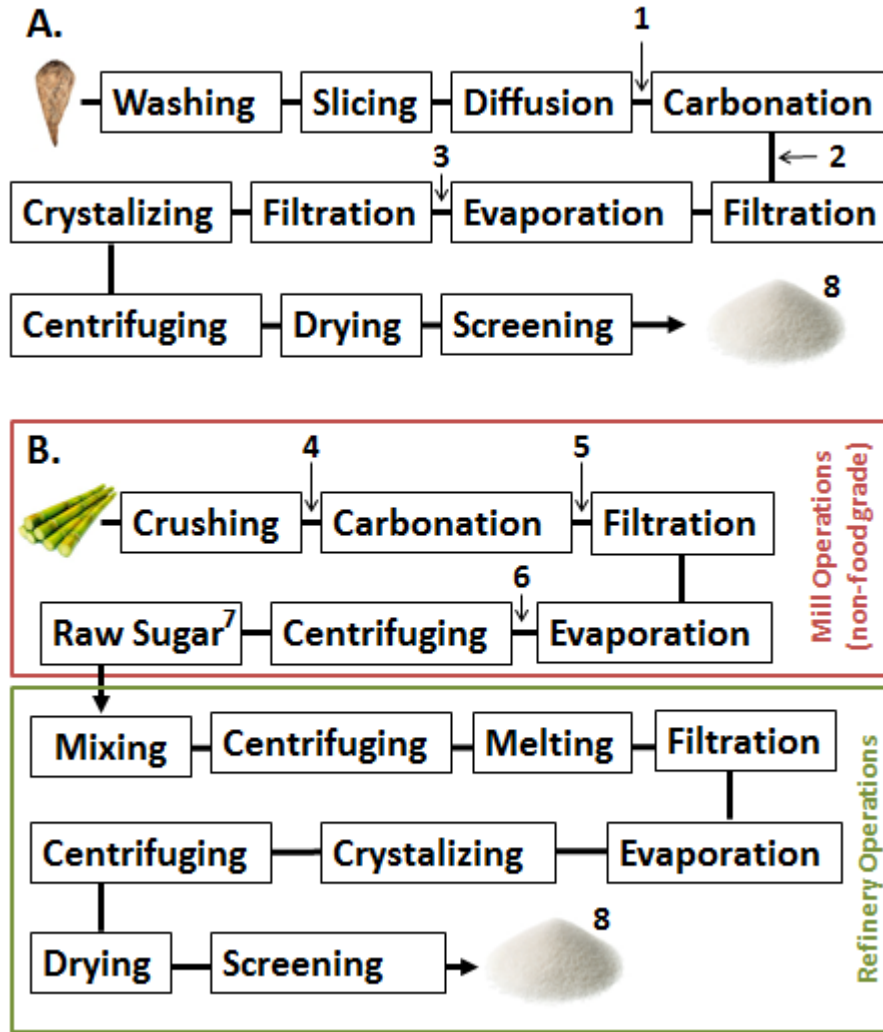 A.
1
Washing Slicing Diffusion Carbonation
3 2
Crystalizing Filtration Evaporation Filtration
8
Centrifuging Drying Screening
B.
4 5
Crushing Carbonation Filtration
6
Raw Sugar7 Centrifuging Evaporation
Mill Operations
(non-food grade)
Mixing Centrifuging Melting Filtration
Centrifuging Crystalizing Evaporation
8
Drying Screening
Refinery Operations